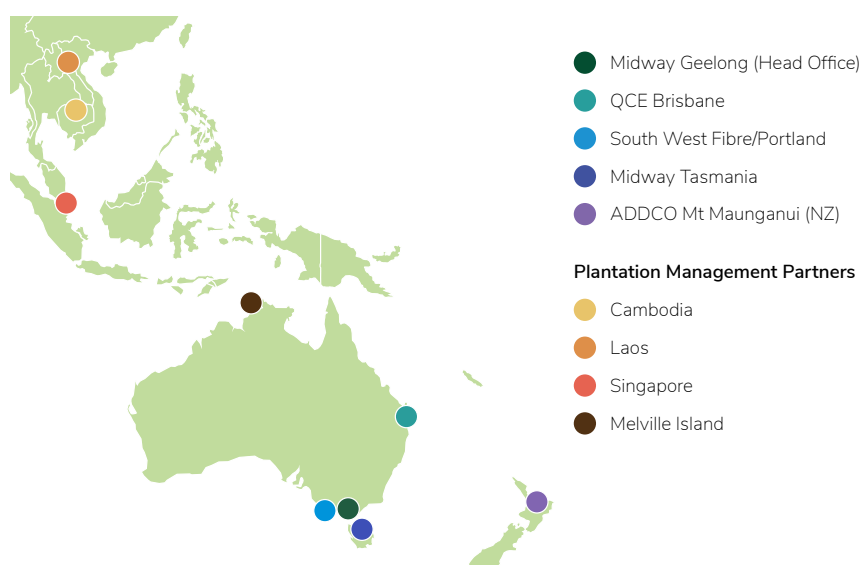 Midway Geelong (Head Office)
QCE Brisbane
South West Fibre/Portland
Midway Tasmania
ADDCO Mt Maunganui (NZ)
Plantation Management Partners
Cambodia
Laos
Singapore
Melville Island